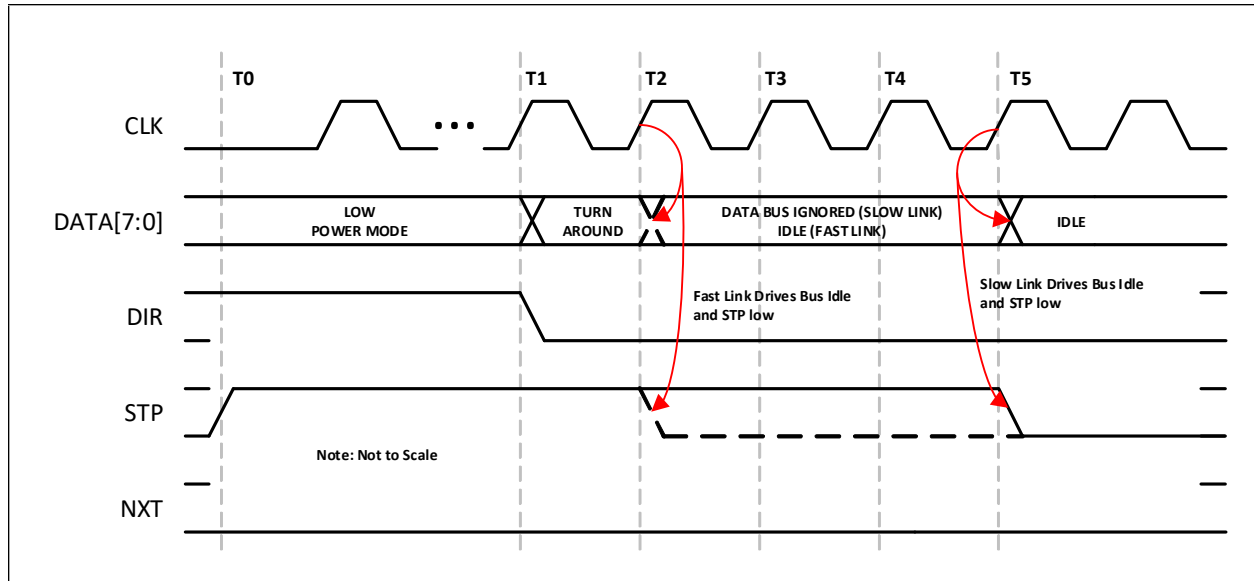 T0
T1
T2
T3
T4
T5
CLK
DATA[7:0]
LOW
POWER MODE
TURN
AROUND
DATA BUS IGNORED (SLOW LINK)
IDLE (FAST LINK)
IDLE
DIR
Fast Link Drives Bus Idle
and STP low
Slow Link Drives Bus Idle
and STP low
STP
Note: Not to Scale
NXT